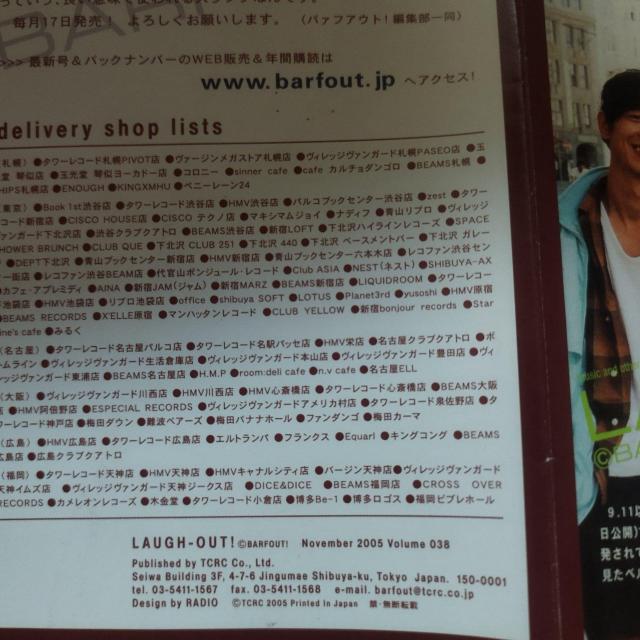 毎月17日発売！ よろしくお願いします。 （バァフアウト！編集部一同）
>>>> 最新号＆バックナンバーのWEB販売＆年間購読は
www.barfout.jp へアクセス！
delivery shop lists
（札幌） ●タワーレコード札幌PIVOT店 ●ヴァージンメガストア札幌店 ●ヴィレッジヴァンガード札幌PASEO店 ●玉
光堂 琴似店 ●玉光堂 琴似ヨーカドー店 ●コロニー ●sinner cafe ●cafe カルチョダンゴロ ●BEAMS札幌 ●
HIPS札幌店 ●ENOUGH ●KINGXMHU ●ペニーレーン24
（東京） ●Book 1st渋谷店 ●タワーレコード渋谷店 ●HMV渋谷店 ●パルコブックセンター渋谷店 ●zest ●タワー
コード新宿店 ●CISCO HOUSE店 ●CISCO テクノ店 ●マキシマムジョイ ●ナディフ ●青山リブロ ●ヴィレッジ
ァンガード下北沢店 ●渋谷クラブクアトロ ●BEAMS渋谷店 ●新宿LOFT ●下北沢ハイラインレコーズ ●SPACE
SHOWER BRUNCH ●CLUB QUE ●下北沢 CLUB 251 ●下北沢 440 ●下北沢 ベースメントバー ●下北沢 ガレー
●DEPT下北沢 ●青山ブックセンター新宿店 ●HMV新宿店 ●青山ブックセンター六本木店 ●レコファン渋谷セン
ー街店 ●レコファン渋谷BEAM店 ●代官山ボンジュール・レコード ●Club ASIA ●NEST(ネスト) ●SHIBUYA-AX
●カフェ・アプレミディ ●AINA ●新宿JAM(ジャム) ●新宿MARZ ●BEAMS新宿店 ●LIQUIDROOM ●タワーレコー
ド池袋店 ●HMV池袋店 ●リブロ池袋店 ●office ●shibuya SOFT ●LOTUS ●Planet3rd ●yusoshi ●HMV原宿
●BEAMS RECORDS ●X'ELLE原宿 ●マンハッタンレコード ●CLUB YELLOW ●新宿bonjour records ●Star
ine's cafe ●みるく
（名古屋） ●タワーレコード名古屋パルコ店 ●タワーレコード名駅パッセ店 ●HMV栄店 ●名古屋クラブクアトロ ●ボ
トムライン ●ヴィレッジヴァンガード生活倉庫店 ●ヴィレッジヴァンガード本山店 ●ヴィレッジヴァンガード豊田店 ●ヴィ
レッジヴァンガード東浦店 ●BEAMS名古屋店 ●H.M.P ●room:deli cafe ●n.v cafe ●名古屋ELL
（大阪） ●ヴィレッジヴァンガード川西店 ●HMV川西店 ●HMV心斎橋店 ●タワーレコード心斎橋店 ●BEAMS大阪
店 ●HMV阿倍野店 ●ESPECIAL RECORDS ●ヴィレッジヴァンガードアメリカ村店 ●タワーレコード泉佐野店 ●タ
ワーレコード神戸店 ●梅田ダウン ●難波ベアーズ ●梅田バナナホール ●ファンダンゴ ●梅田カーマ
（広島） ●HMV広島店 ●タワーレコード広島店 ●エルトランバ ●フランクス ●Equarl ●キングコング ●BEAMS
広島店 ●広島クラブクアトロ
（福岡） ●タワーレコード天神店 ●HMV天神店 ●HMVキャナルシティ店 ●バージン天神店●ヴィレッジヴァンガード
天神イムズ店 ●ヴィレッジヴァンガード天神ジークス店 ●DICE&DICE ●BEAMS福岡店 ●CROSS OVER
RECORDS ●カメレオンレコーズ ●木金堂 ●タワーレコード小倉店 ●博多Be-1 ●博多ロゴス ●福岡ビブレホール
LAUGH-OUT! ©BARFOUT! November 2005 Volume 038
Published by TCRC Co., Ltd.
Seiwa Building 3F, 4-7-6 Jingumae Shibuya-ku, Tokyo Japan. 150-0001
tel. 03-5411-1567 fax. 03-5411-1568 e-mail. barfout@tcrc.co.jp
Design by RADIO ©TCRC 2005 Printed In Japan 禁・無断転載
Music and other
©BA
9.11以
日公開)
発されて
見たベル